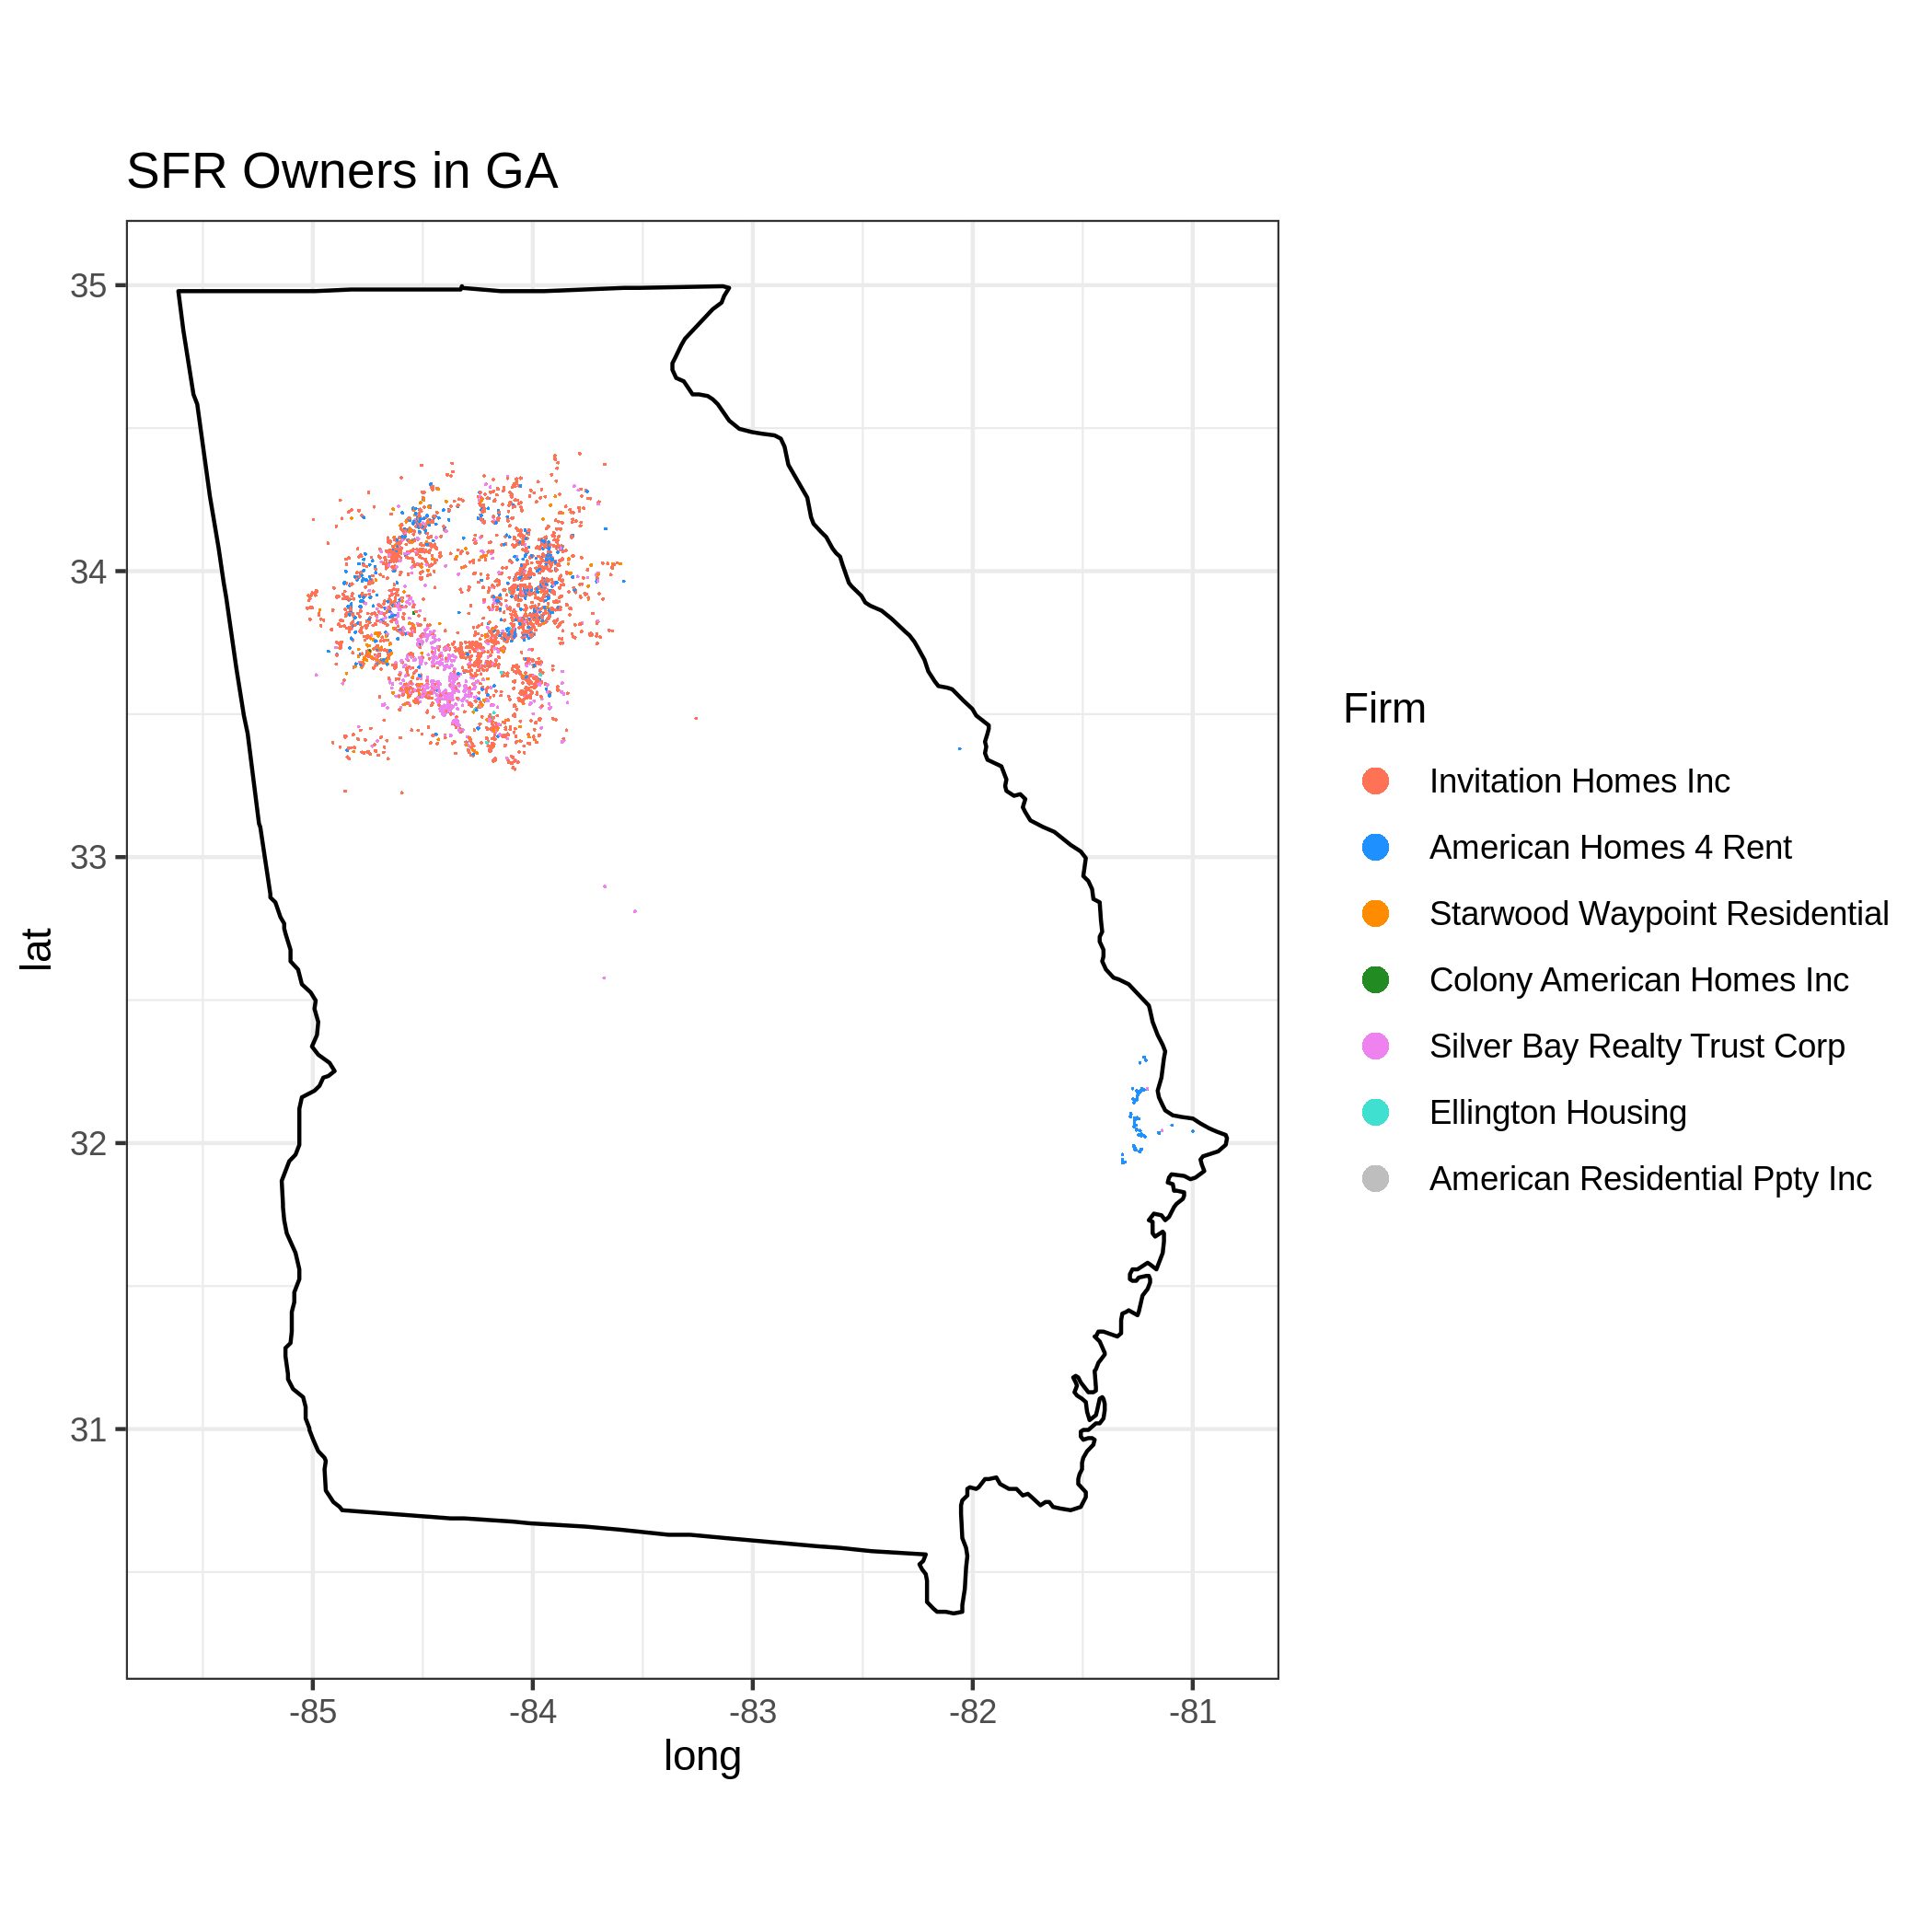 SFR Owners in GA
35
34
33
32
31
lat
-85
-84
-83
-82
-81
long
Firm
Invitation Homes Inc
American Homes 4 Rent
Starwood Waypoint Residential
Colony American Homes Inc
Silver Bay Realty Trust Corp
Ellington Housing
American Residential Ppty Inc